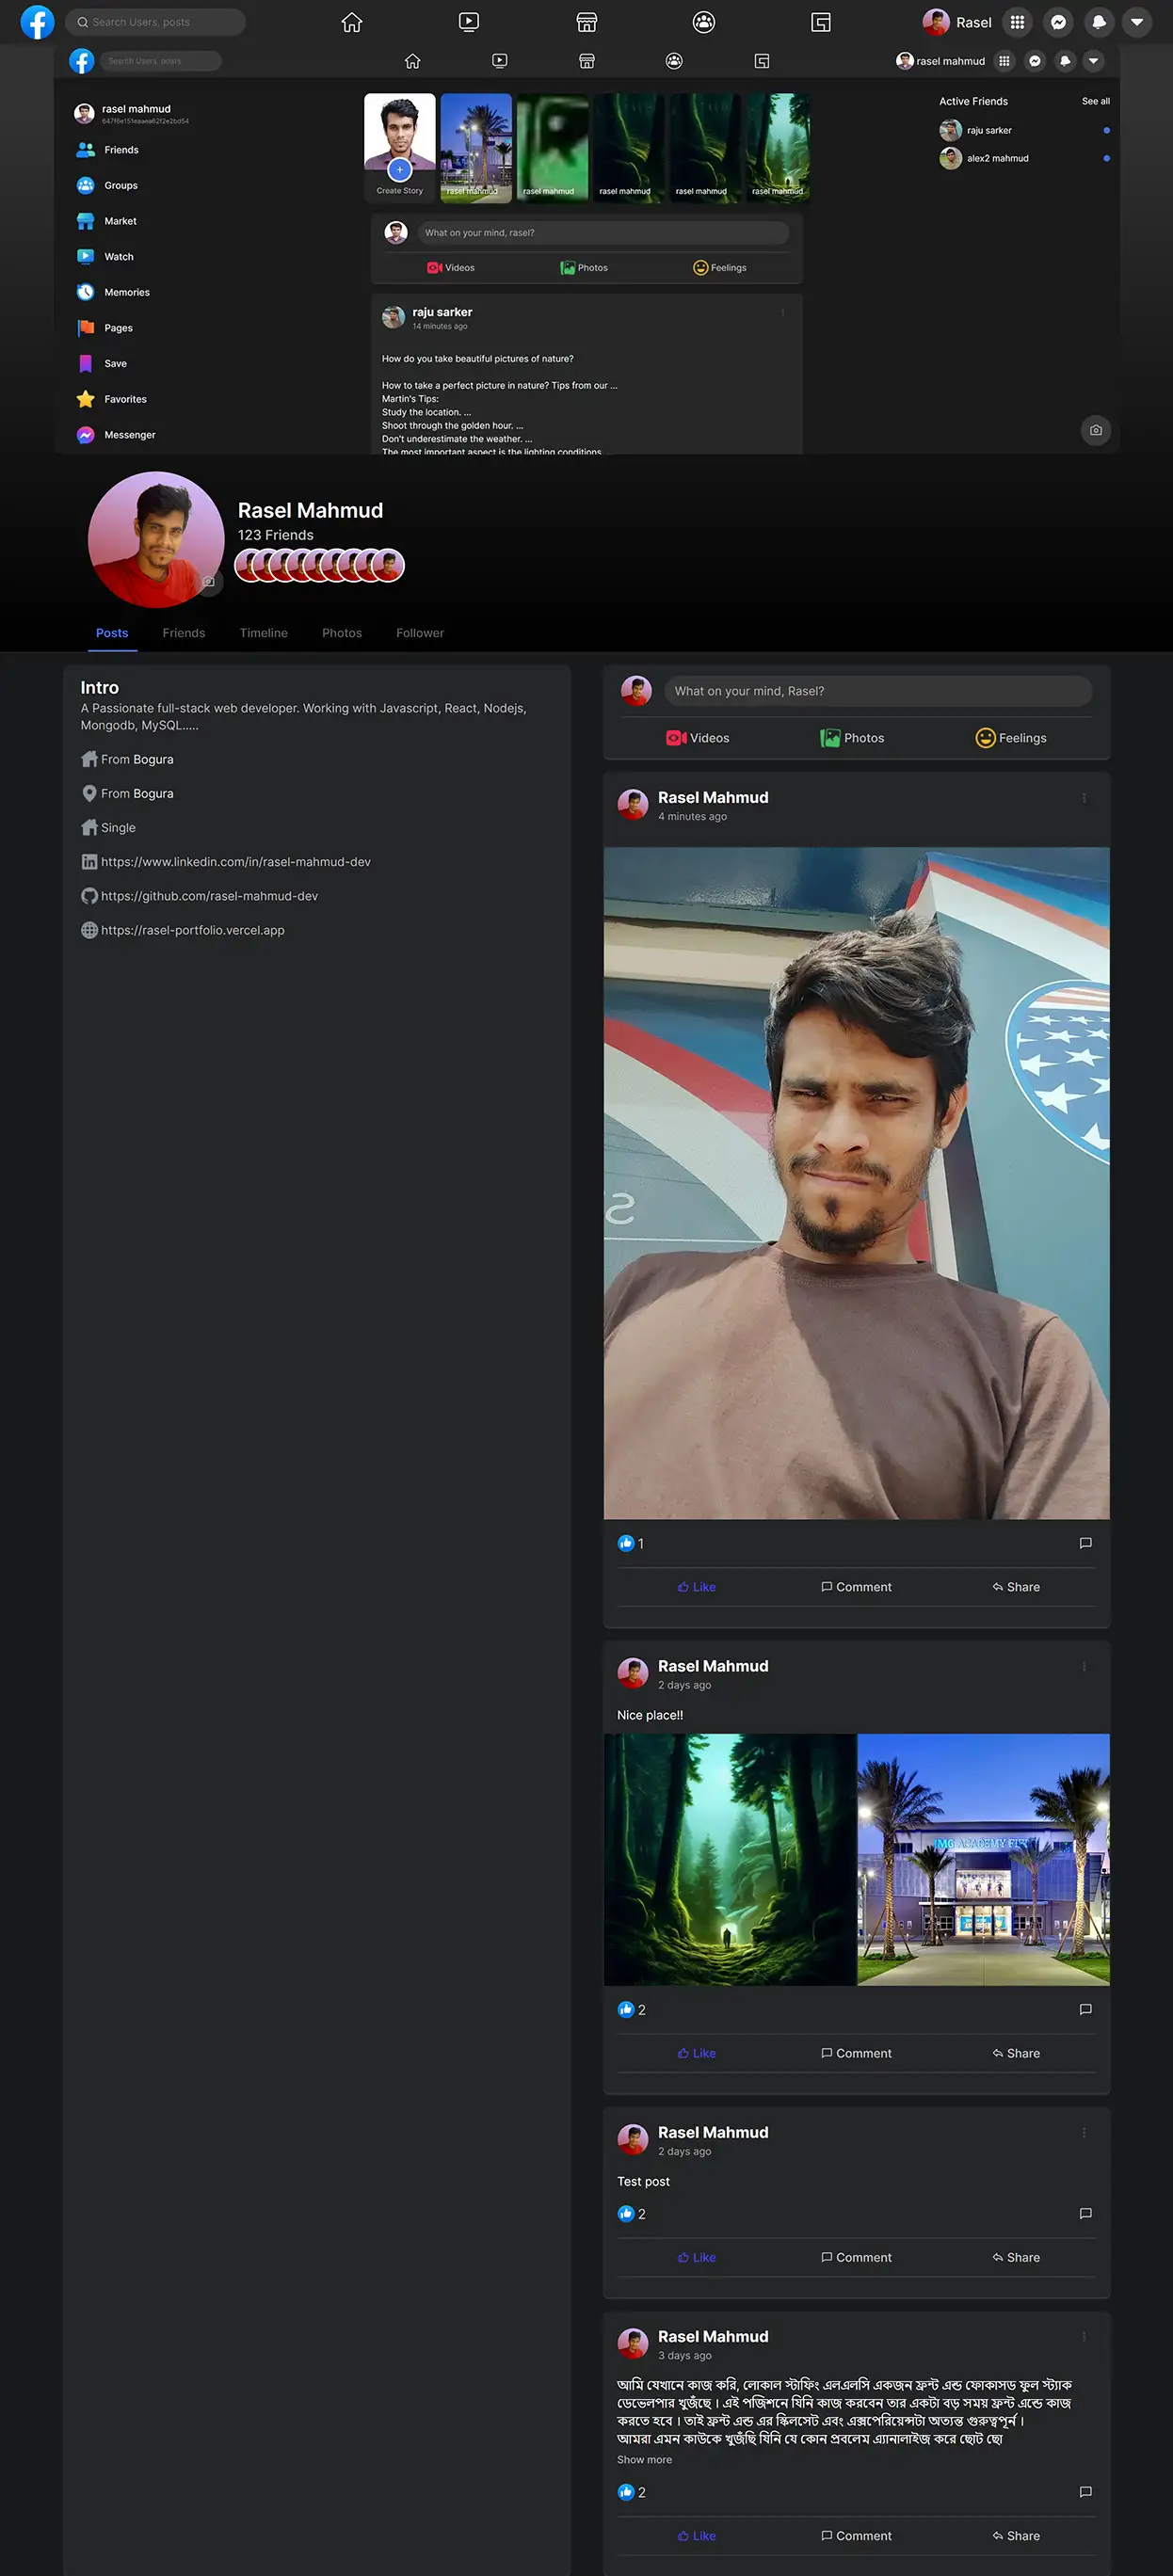 Search Users, posts
Rasel
Search Users, posts
rasel mahmud
rasel mahmud
Friends
Groups
Market
Watch
Memories
Pages
Save
Favorites
Messenger
Create Story
rasel mahmud
rasel mahmud
rasel mahmud
rasel mahmud
rasel mahmud
What on your mind, rasel?
Videos
Photos
Feelings
raju sarker
14 minutes ago
How do you take beautiful pictures of nature?
How to take a perfect picture in nature? Tips from our ...
Martin's Tips:
Study the location. ...
Shoot through the golden hour. ...
Don't underestimate the weather. ...
The most important aspect is the lighting conditions. ...
Active Friends
See all
raju sarker
alex2 mahmud
Rasel Mahmud
123 Friends
Posts
Friends
Timeline
Photos
Follower
Intro
A Passionate full-stack web developer. Working with Javascript, React, Nodejs,
Mongodb, MySQL.....
From Bogura
From Bogura
Single
https://www.linkedin.com/in/rasel-mahmud-dev
https://github.com/rasel-mahmud-dev
https://rasel-portfolio.vercel.app
What on your mind, Rasel?
Videos
Photos
Feelings
Rasel Mahmud
4 minutes ago
1
Like
Comment
Share
Rasel Mahmud
2 days ago
Nice place!!
2
Like
Comment
Share
Rasel Mahmud
2 days ago
Test post
2
Like
Comment
Share
Rasel Mahmud
3 days ago
আমি যেখানে কাজ করি, লোকাল স্টাফিং এলএলসি একজন ফ্রন্ট এন্ড ফোকাসড ফুল স্ট্যাক
ডেভেলপার খুজঁছে । এই পজিশনে যিনি কাজ করবেন তার একটা বড় সময় ফ্রন্ট এন্ডে কাজ
করতে হবে । তাই ফ্রন্ট এন্ড এর স্কিলসেট এবং এক্সপেরিয়েন্সটা অত্যন্ত গুরুত্বপূর্ন ।
আমরা এমন কাউকে খুজঁছি যিনি যে কোন প্রবলেম এ্যানালাইজ করে ছোট ছো
Show more
2
Like
Comment
Share